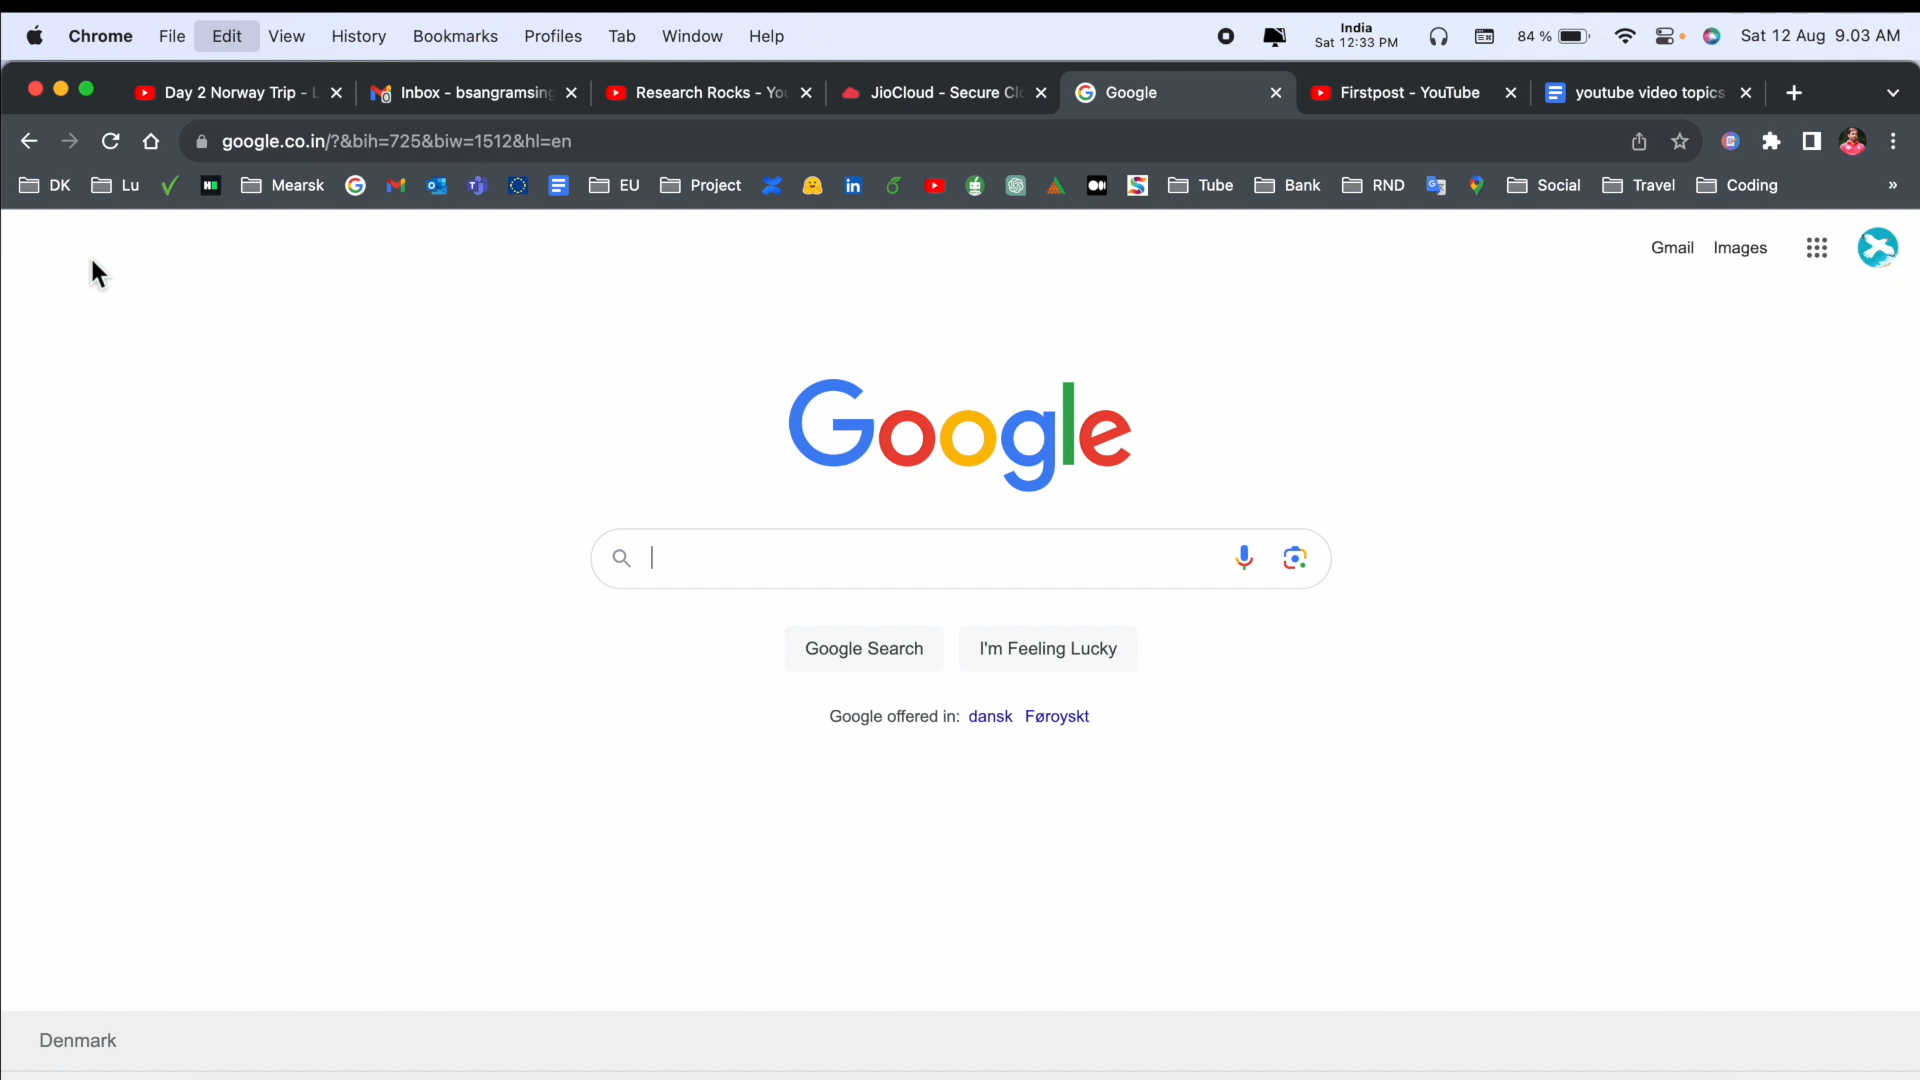 Chrome File Edit View History Bookmarks Profiles Tab Window Help India Sat 12:33 PM 84 % Sat 12 Aug 9.03 AM
Day 2 Norway Trip - Inbox - bsangramsing Research Rocks - You JioCloud - Secure Clo Google Firstpost - YouTube youtube video topics
google.co.in/?&bih=725&biw=1512&hl=en
DK Lu Mearsk EU Project Tube Bank RND Social Travel Coding »
Gmail Images
Google
Google Search I'm Feeling Lucky
Google offered in: dansk Føroyskt
Denmark